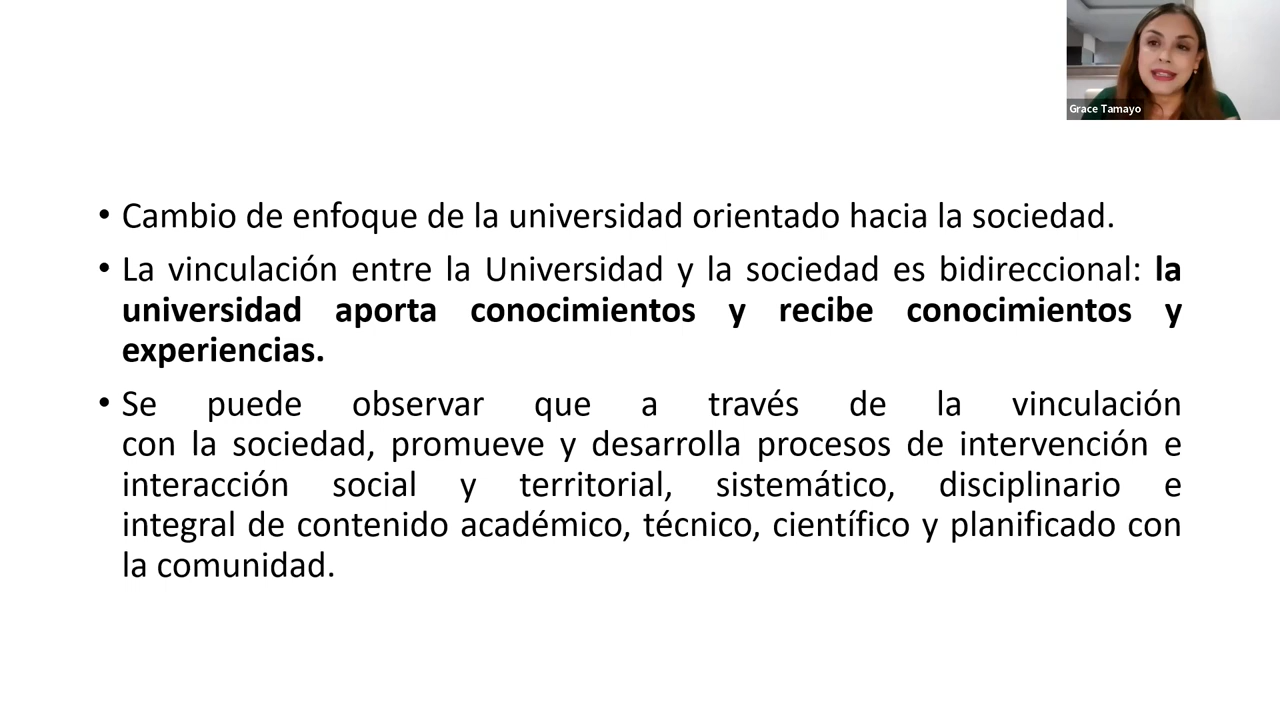 Grace Tamayo
• Cambio de enfoque de la universidad orientado hacia la sociedad.
• La vinculación entre la Universidad y la sociedad es bidireccional: la
universidad aporta conocimientos y recibe conocimientos y
experiencias.
• Se puede observar que a través de la vinculación
con la sociedad, promueve y desarrolla procesos de intervención e
interacción social y territorial, sistemático, disciplinario e
integral de contenido académico, técnico, científico y planificado con
la comunidad.